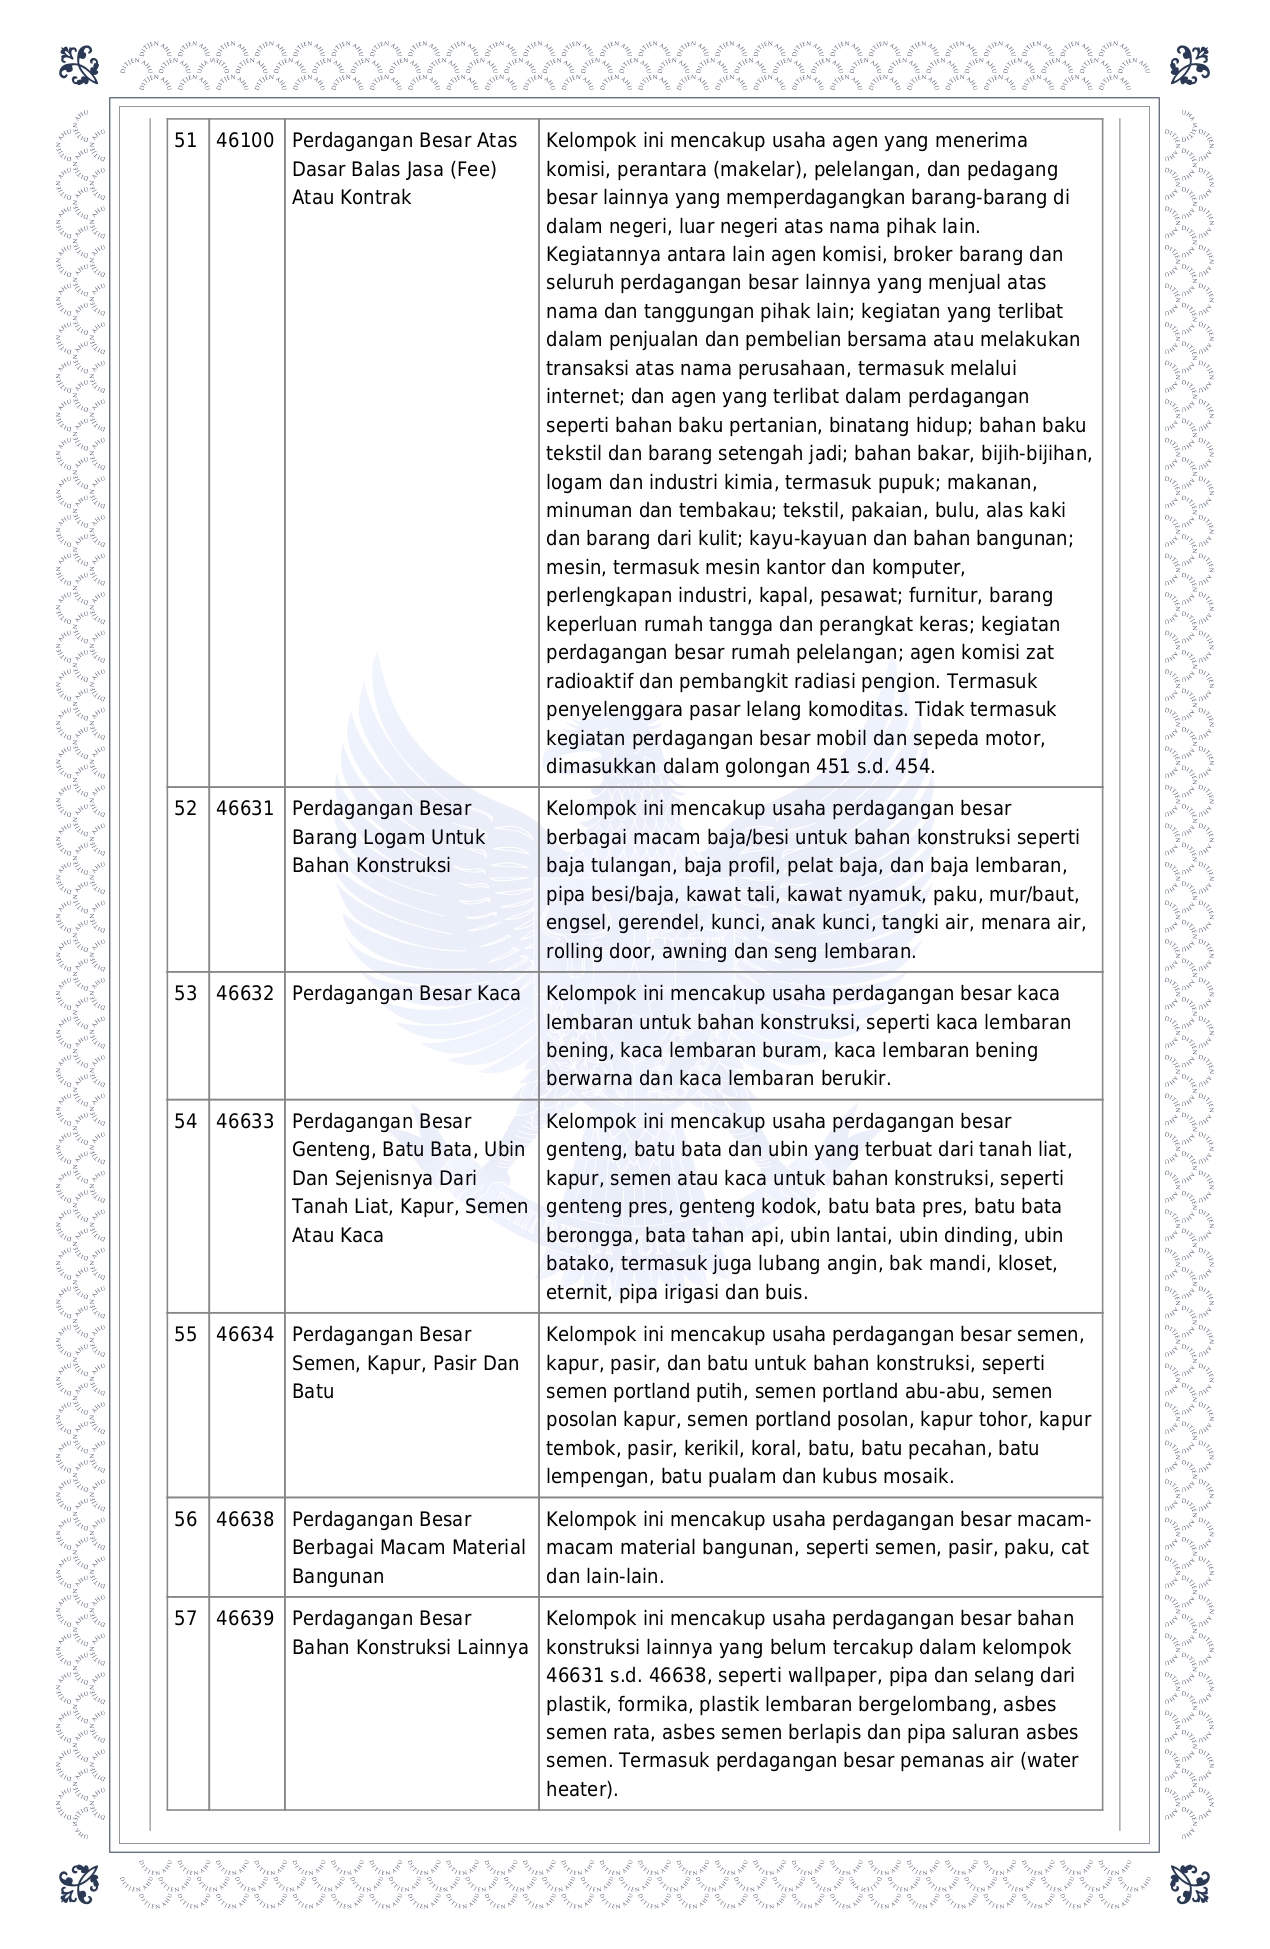 51 46100 Perdagangan Besar Atas Kelompok ini mencakup usaha agen yang menerima
Dasar Balas Jasa (Fee) komisi, perantara (makelar), pelelangan, dan pedagang
Atau Kontrak besar lainnya yang memperdagangkan barang-barang di
dalam negeri, luar negeri atas nama pihak lain.
Kegiatannya antara lain agen komisi, broker barang dan
seluruh perdagangan besar lainnya yang menjual atas
nama dan tanggungan pihak lain; kegiatan yang terlibat
dalam penjualan dan pembelian bersama atau melakukan
transaksi atas nama perusahaan, termasuk melalui
internet; dan agen yang terlibat dalam perdagangan
seperti bahan baku pertanian, binatang hidup; bahan baku
tekstil dan barang setengah jadi; bahan bakar, bijih-bijihan,
logam dan industri kimia, termasuk pupuk; makanan,
minuman dan tembakau; tekstil, pakaian, bulu, alas kaki
dan barang dari kulit; kayu-kayuan dan bahan bangunan;
mesin, termasuk mesin kantor dan komputer,
perlengkapan industri, kapal, pesawat; furnitur, barang
keperluan rumah tangga dan perangkat keras; kegiatan
perdagangan besar rumah pelelangan; agen komisi zat
radioaktif dan pembangkit radiasi pengion. Termasuk
penyelenggara pasar lelang komoditas. Tidak termasuk
kegiatan perdagangan besar mobil dan sepeda motor,
dimasukkan dalam golongan 451 s.d. 454.
52 46631 Perdagangan Besar Kelompok ini mencakup usaha perdagangan besar
Barang Logam Untuk berbagai macam baja/besi untuk bahan konstruksi seperti
Bahan Konstruksi baja tulangan, baja profil, pelat baja, dan baja lembaran,
pipa besi/baja, kawat tali, kawat nyamuk, paku, mur/baut,
engsel, gerendel, kunci, anak kunci, tangki air, menara air,
rolling door, awning dan seng lembaran.
53 46632 Perdagangan Besar Kaca Kelompok ini mencakup usaha perdagangan besar kaca
lembaran untuk bahan konstruksi, seperti kaca lembaran
bening, kaca lembaran buram, kaca lembaran bening
berwarna dan kaca lembaran berukir.
54 46633 Perdagangan Besar Kelompok ini mencakup usaha perdagangan besar
Genteng, Batu Bata, Ubin genteng, batu bata dan ubin yang terbuat dari tanah liat,
Dan Sejenisnya Dari kapur, semen atau kaca untuk bahan konstruksi, seperti
Tanah Liat, Kapur, Semen genteng pres, genteng kodok, batu bata pres, batu bata
Atau Kaca berongga, bata tahan api, ubin lantai, ubin dinding, ubin
batako, termasuk juga lubang angin, bak mandi, kloset,
eternit, pipa irigasi dan buis.
55 46634 Perdagangan Besar Kelompok ini mencakup usaha perdagangan besar semen,
Semen, Kapur, Pasir Dan kapur, pasir, dan batu untuk bahan konstruksi, seperti
Batu semen portland putih, semen portland abu-abu, semen
posolan kapur, semen portland posolan, kapur tohor, kapur
tembok, pasir, kerikil, koral, batu, batu pecahan, batu
lempengan, batu pualam dan kubus mosaik.
56 46638 Perdagangan Besar Kelompok ini mencakup usaha perdagangan besar macam-
Berbagai Macam Material macam material bangunan, seperti semen, pasir, paku, cat
Bangunan dan lain-lain.
57 46639 Perdagangan Besar Kelompok ini mencakup usaha perdagangan besar bahan
Bahan Konstruksi Lainnya konstruksi lainnya yang belum tercakup dalam kelompok
46631 s.d. 46638, seperti wallpaper, pipa dan selang dari
plastik, formika, plastik lembaran bergelombang, asbes
semen rata, asbes semen berlapis dan pipa saluran asbes
semen. Termasuk perdagangan besar pemanas air (water
heater).